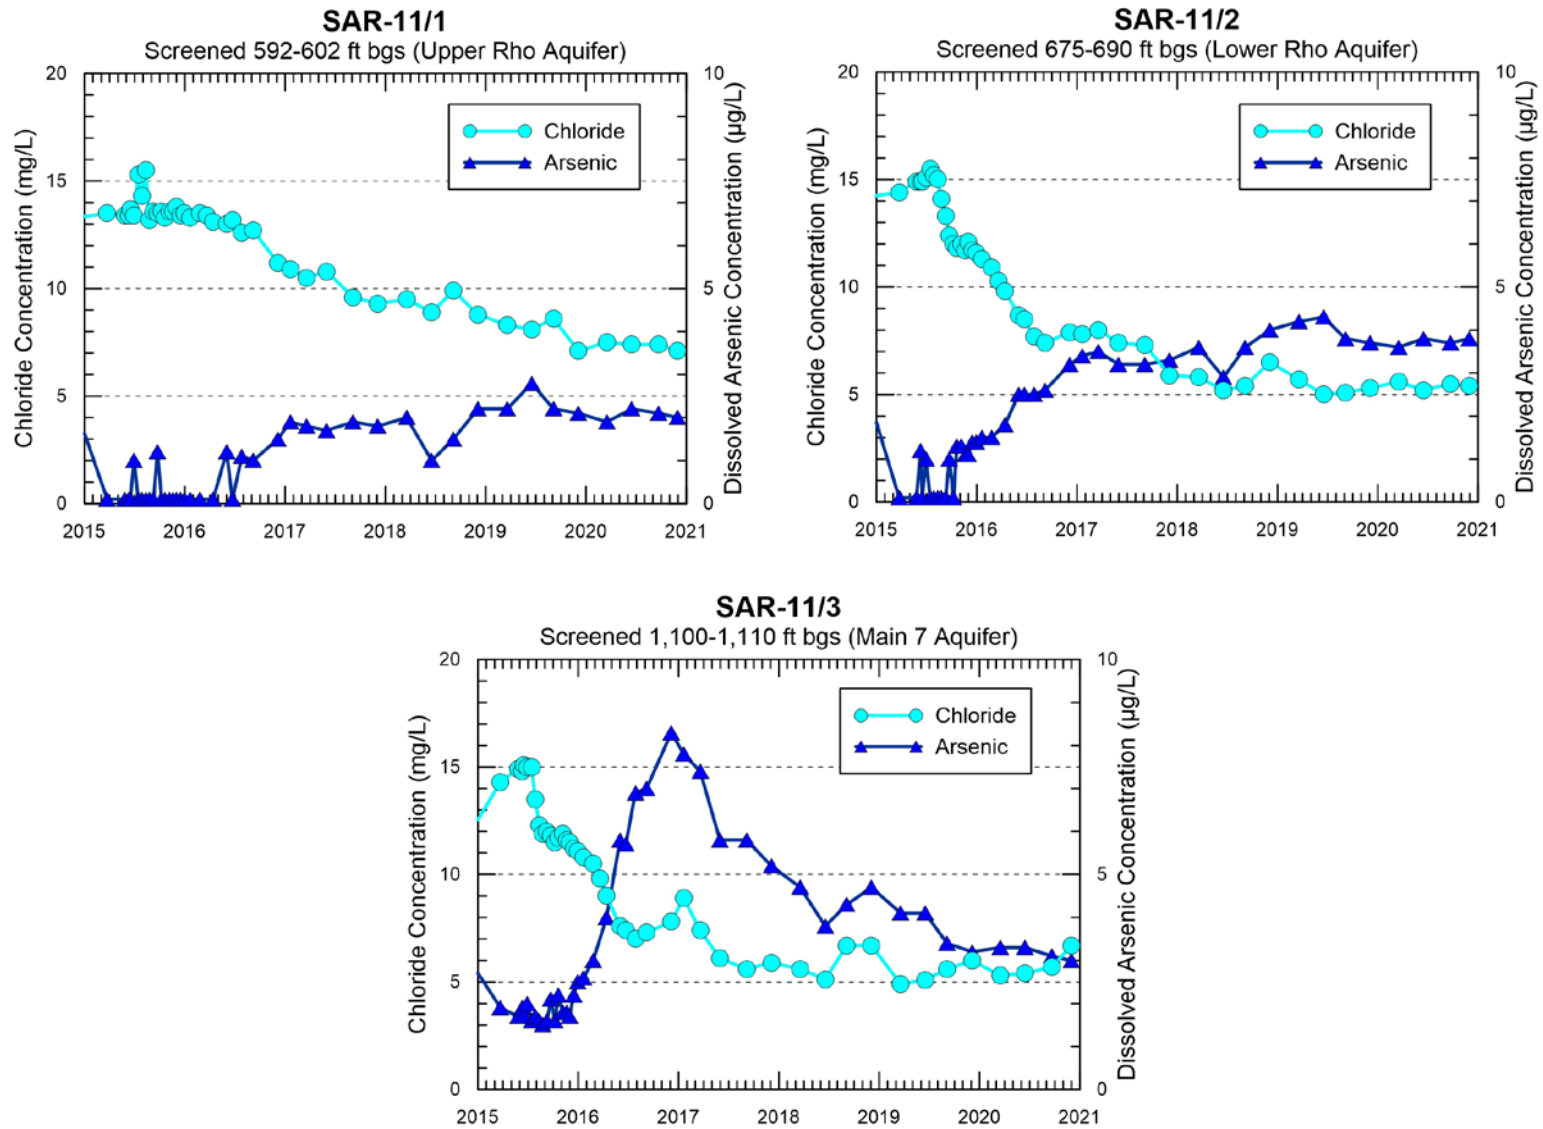 SAR-11/1
Screened 592-602 ft bgs (Upper Rho Aquifer)
20
15
10
5
0
Chloride Concentration (mg/L)
Chloride
Arsenic
10
5
0
Dissolved Arsenic Concentration (µg/L)
2015 2016 2017 2018 2019 2020 2021
SAR-11/2
Screened 675-690 ft bgs (Lower Rho Aquifer)
20
15
10
5
0
Chloride Concentration (mg/L)
Chloride
Arsenic
10
5
0
Dissolved Arsenic Concentration (µg/L)
2015 2016 2017 2018 2019 2020 2021
SAR-11/3
Screened 1,100-1,110 ft bgs (Main 7 Aquifer)
20
15
10
5
0
Chloride Concentration (mg/L)
Chloride
Arsenic
10
5
0
Dissolved Arsenic Concentration (µg/L)
2015 2016 2017 2018 2019 2020 2021